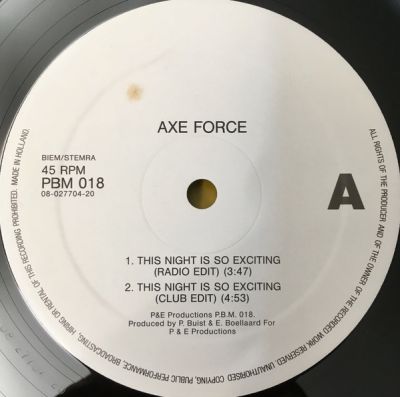 AXE FORCE
BIEM/STEMRA
45 RPM
PBM 018
08-027704-20
A
1. THIS NIGHT IS SO EXCITING
(RADIO EDIT) (3:47)
2. THIS NIGHT IS SO EXCITING
(CLUB EDIT) (4:53)
P&E Productions P.B.M. 018.
Produced by P. Buist & E. Boellaard For
P & E Productions
ALL RIGHTS OF THE PRODUCER AND OF THE OWNER OF THE RECORDED WORK RESERVED. UNAUTHORISED. COPYING, PUBLIC PERFORMANCE, BROADCASTING, HIRING OR RENTAL OF THIS RECORDING PROHIBITED. MADE IN HOLLAND.